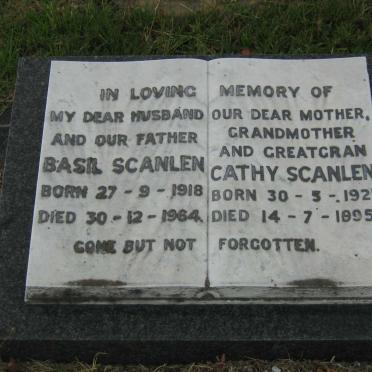 IN LOVING MEMORY OF
MY DEAR HUSBAND
AND OUR FATHER
BASIL SCANLEN
BORN 27-9-1918
DIED 30-12-1964.
OUR DEAR MOTHER,
GRANDMOTHER
AND GREATGRAN
CATHY SCANLEN
BORN 30-5-.192
DIED 14-7-1895
GONE BUT NOT FORGOTTEN.